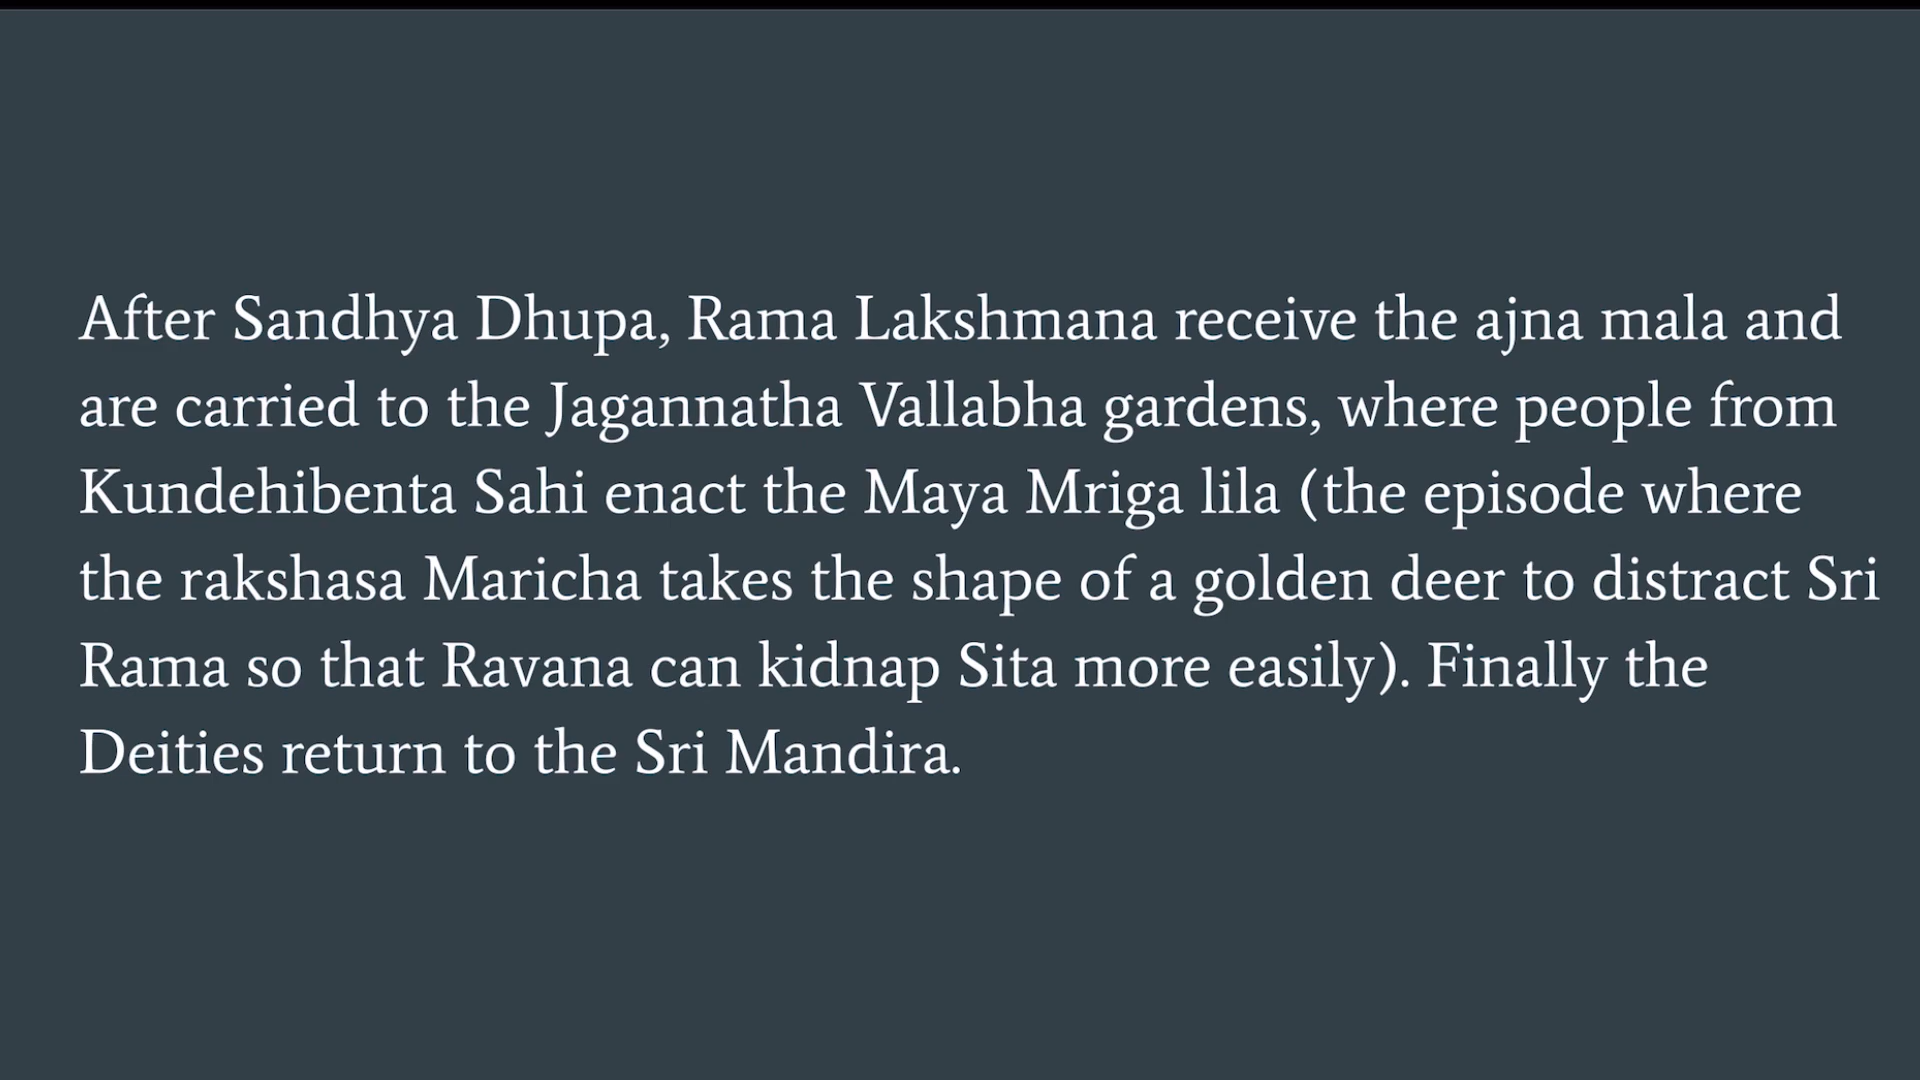 After Sandhya Dhupa, Rama Lakshmana receive the ajna mala and
are carried to the Jagannatha Vallabha gardens, where people from
Kundehibenta Sahi enact the Maya Mriga lila (the episode where
the rakshasa Maricha takes the shape of a golden deer to distract Sri
Rama so that Ravana can kidnap Sita more easily). Finally the
Deities return to the Sri Mandira.